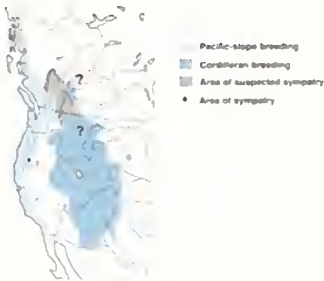 Pacific-slope breeding
Cordilleran breeding
Area of suspected sympatry
Area of sympatry
?
?